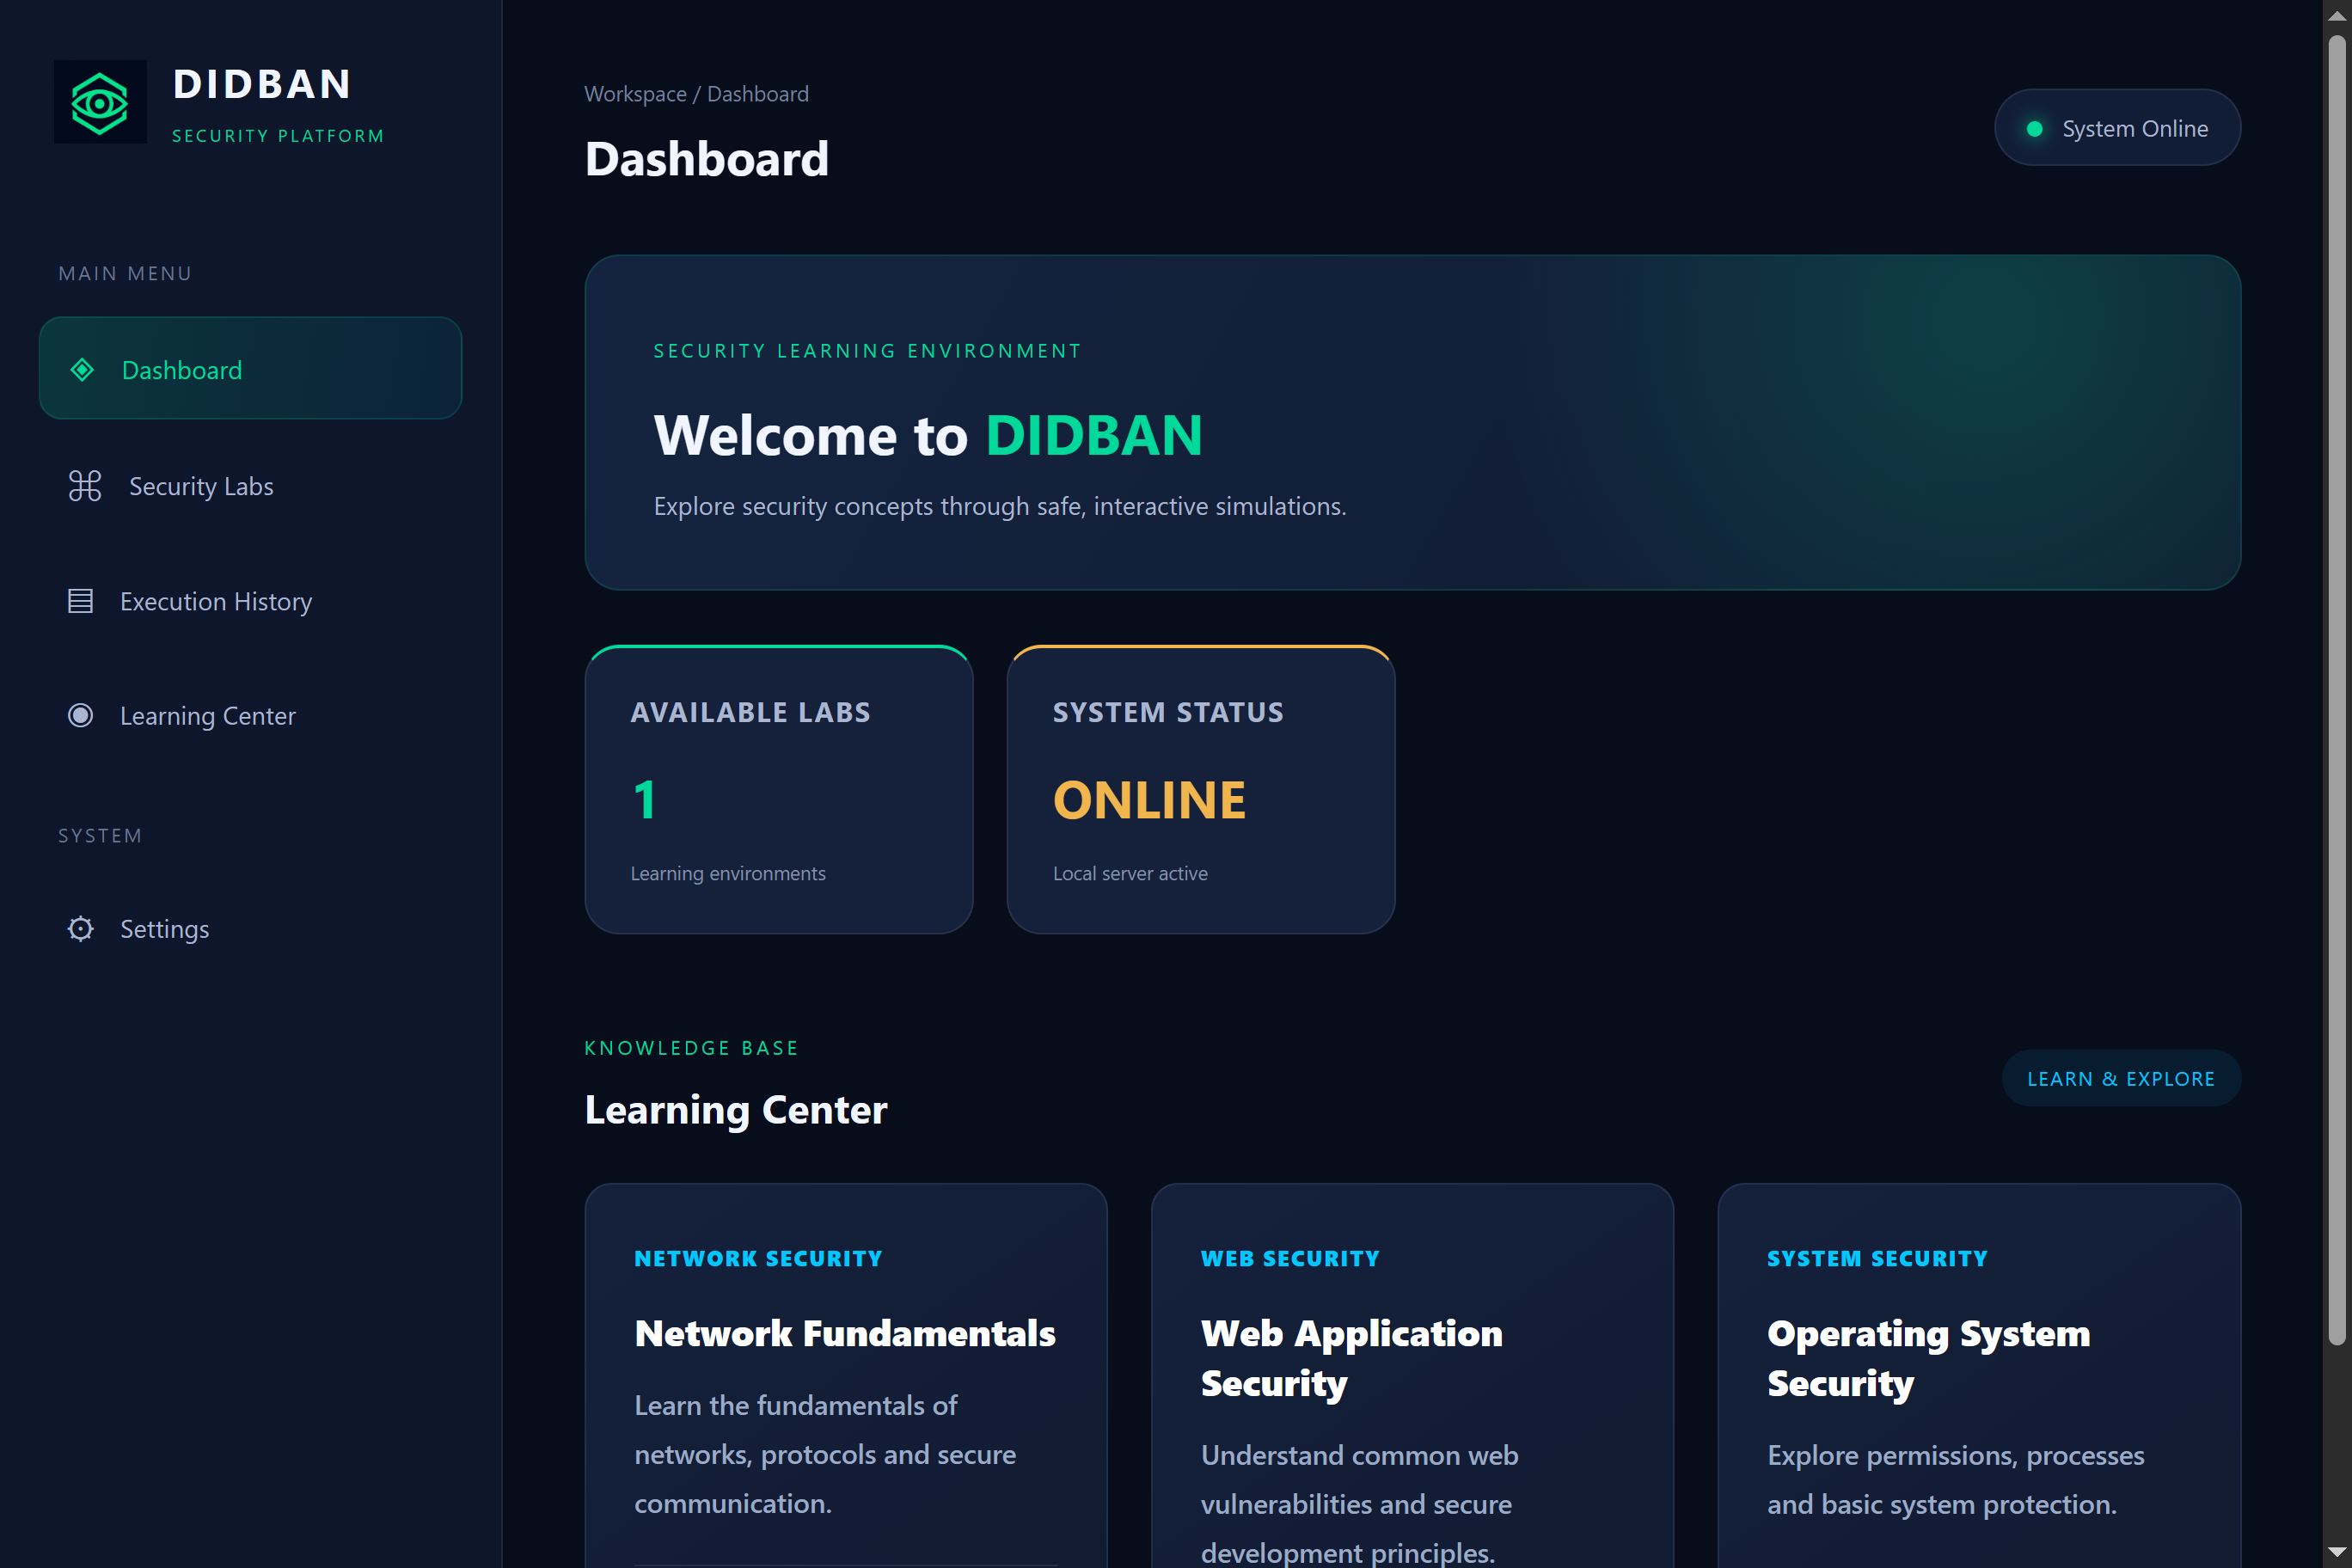 DIDBAN
SECURITY PLATFORM
MAIN MENU
Dashboard
Security Labs
Execution History
Learning Center
SYSTEM
Settings
Workspace / Dashboard
Dashboard
System Online
SECURITY LEARNING ENVIRONMENT
Welcome to DIDBAN
Explore security concepts through safe, interactive simulations.
AVAILABLE LABS
1
Learning environments
SYSTEM STATUS
ONLINE
Local server active
KNOWLEDGE BASE
Learning Center
LEARN & EXPLORE
NETWORK SECURITY
Network Fundamentals
Learn the fundamentals of
networks, protocols and secure
communication.
WEB SECURITY
Web Application
Security
Understand common web
vulnerabilities and secure
development principles.
SYSTEM SECURITY
Operating System
Security
Explore permissions, processes
and basic system protection.